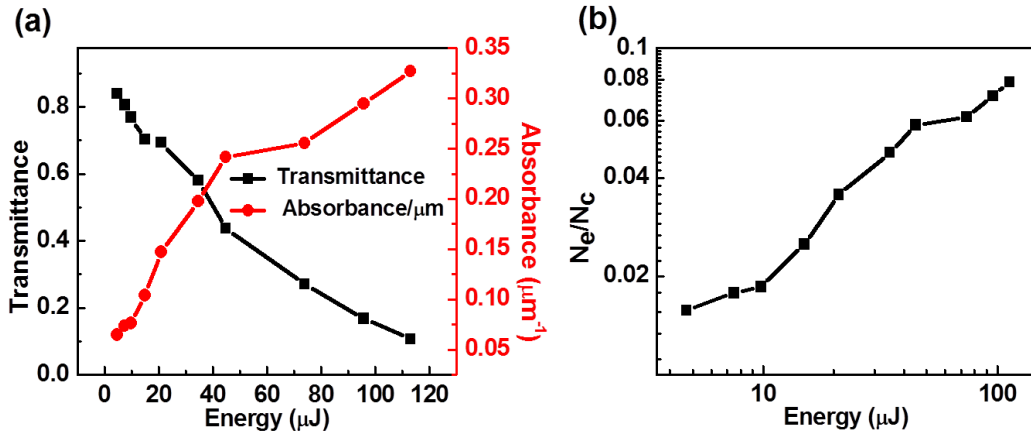 (a)
Transmittance
0.8
0.6
0.4
0.2
0.0
0 20 40 60 80 100 120
Energy (μJ)
Transmittance
Absorbance/μm
0.35
0.30
0.25
0.20
0.15
0.10
0.05
Absorbance (μm⁻¹)
(b)
Nₑ/N꜀
0.1
0.08
0.06
0.04
0.02
10 100
Energy (μJ)